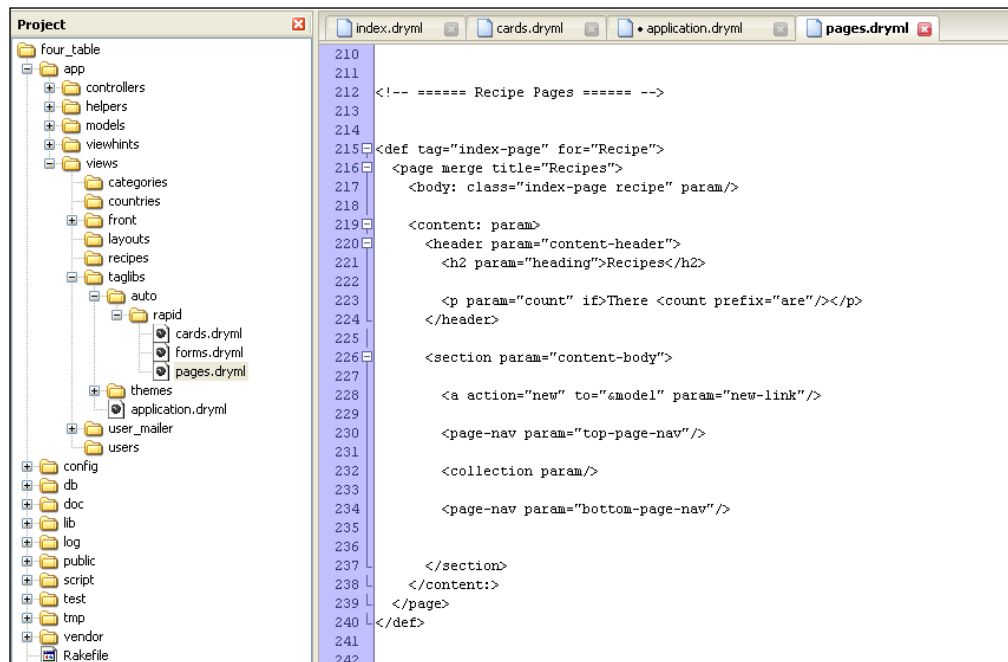 Project
four_table
app
controllers
helpers
models
viewhints
views
categories
countries
front
layouts
recipes
taglibs
auto
rapid
cards.dryml
forms.dryml
pages.dryml
themes
application.dryml
user_mailer
users
config
db
doc
lib
log
public
script
test
tmp
vendor
Rakefile
index.dryml cards.dryml • application.dryml pages.dryml
210
211
212 <!-- ====== Recipe Pages ====== -->
213
214
215 <def tag="index-page" for="Recipe">
216 <page merge title="Recipes">
217 <body: class="index-page recipe" param/>
218
219 <content: param>
220 <header param="content-header">
221 <h2 param="heading">Recipes</h2>
222
223 <p param="count" if>There <count prefix="are"/></p>
224 </header>
225
226 <section param="content-body">
227
228 <a action="new" to="&model" param="new-link"/>
229
230 <page-nav param="top-page-nav"/>
231
232 <collection param/>
233
234 <page-nav param="bottom-page-nav"/>
235
236
237 </section>
238 </content:>
239 </page>
240 </def>
241
242